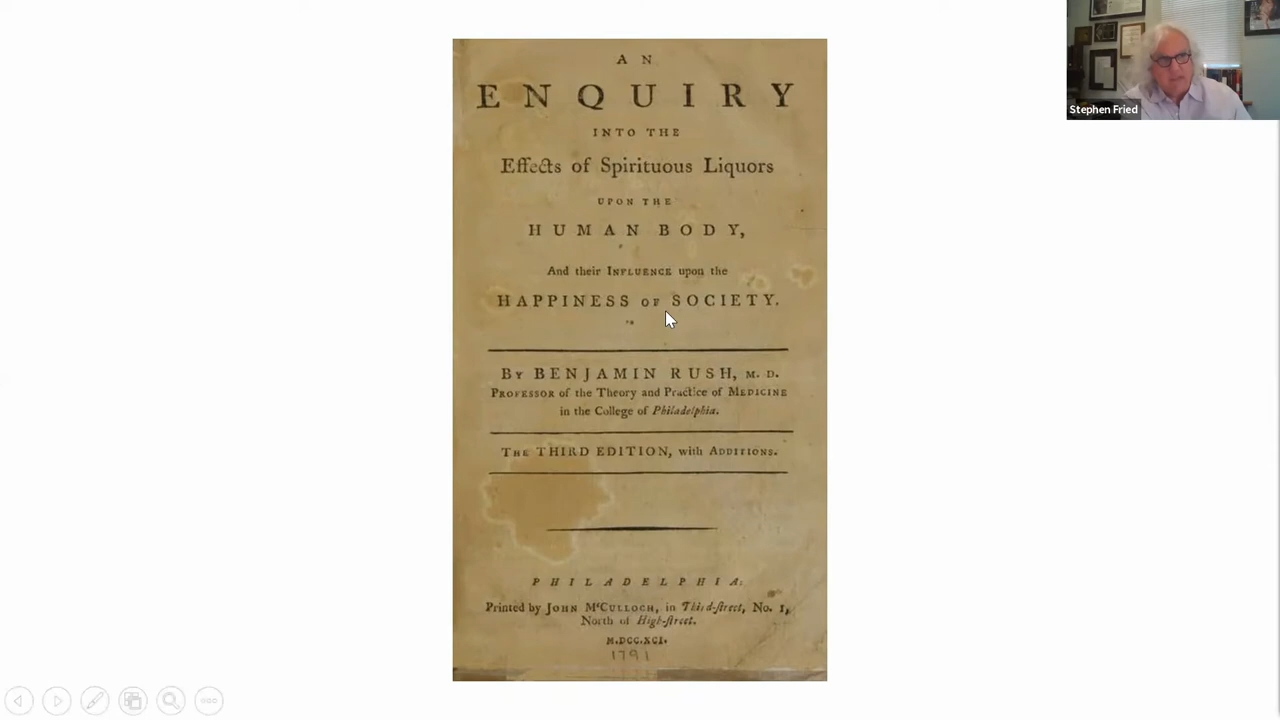 AN
ENQUIRY
INTO THE
Effects of Spirituous Liquors
UPON THE
HUMAN BODY,
And their INFLUENCE upon the
HAPPINESS OF SOCIETY.
BY BENJAMIN RUSH, M. D.
PROFESSOR of the Theory and Practice of MEDICINE
in the College of Philadelphia.
THE THIRD EDITION, with ADDITIONS.
PHILADELPHIA:
Printed by JOHN M'CULLOCH, in Third-ſtreet, No. 1,
North of High-ſtreet.
M.DCC.XCI.
1791
Stephen Fried